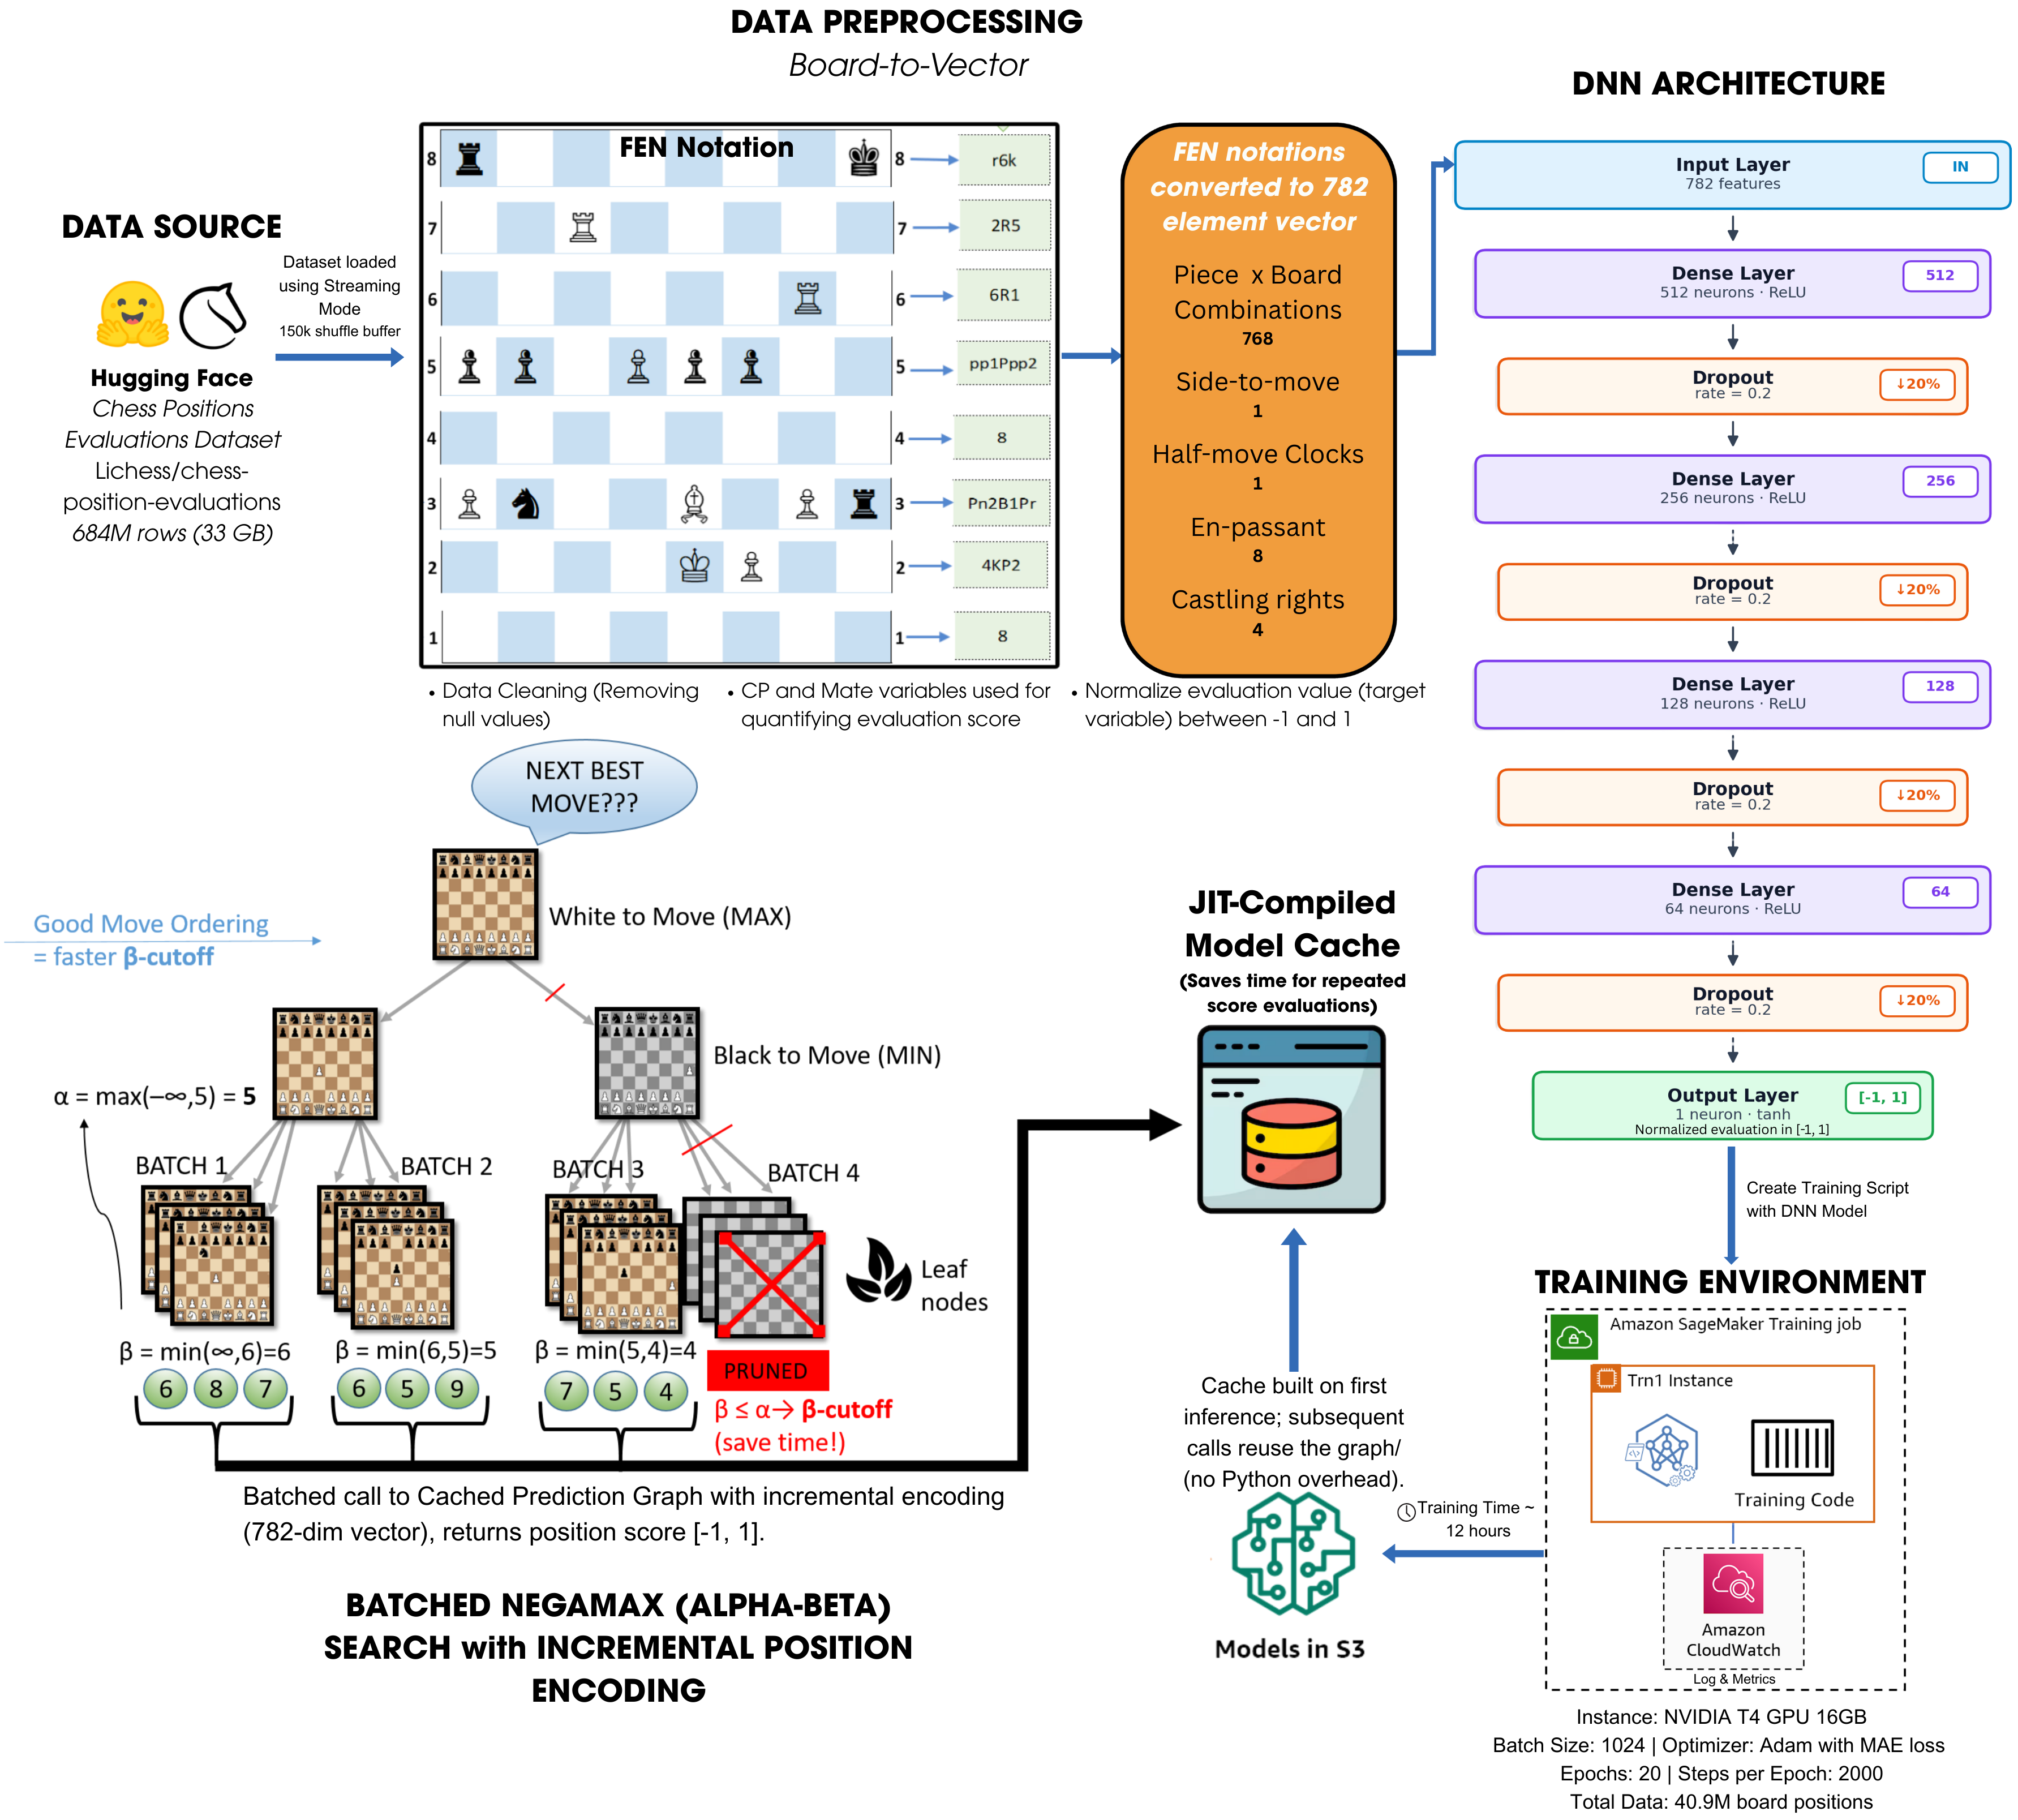 DATA PREPROCESSING
Board-to-Vector
DATA SOURCE
Hugging Face
Chess Positions
Evaluations Dataset
Lichess/chess-
position-evaluations
684M rows (33 GB)
Dataset loaded
using Streaming
Mode
150k shuffle buffer
FEN Notation
8 8 r6k
7 7 2R5
6 6 6R1
5 5 pp1Ppp2
4 4 8
3 3 Pn2B1Pr
2 2 4KP2
1 1 8
FEN notations
converted to 782
element vector
Piece x Board
Combinations
768
Side-to-move
1
Half-move Clocks
1
En-passant
8
Castling rights
4
• Data Cleaning (Removing
null values)
• CP and Mate variables used for
quantifying evaluation score
• Normalize evaluation value (target
variable) between -1 and 1
DNN ARCHITECTURE
Input Layer
782 features
IN
Dense Layer
512 neurons · ReLU
512
Dropout
rate = 0.2
↓20%
Dense Layer
256 neurons · ReLU
256
Dropout
rate = 0.2
↓20%
Dense Layer
128 neurons · ReLU
128
Dropout
rate = 0.2
↓20%
Dense Layer
64 neurons · ReLU
64
Dropout
rate = 0.2
↓20%
Output Layer
1 neuron · tanh
Normalized evaluation in [-1, 1]
[-1, 1]
Create Training Script
with DNN Model
TRAINING ENVIRONMENT
Amazon SageMaker Training job
Trn1 Instance
Training Code
Amazon
CloudWatch
Log & Metrics
Instance: NVIDIA T4 GPU 16GB
Batch Size: 1024 | Optimizer: Adam with MAE loss
Epochs: 20 | Steps per Epoch: 2000
Total Data: 40.9M board positions
Training Time ~
12 hours
Models in S3
Cache built on first
inference; subsequent
calls reuse the graph/
(no Python overhead).
JIT-Compiled
Model Cache
(Saves time for repeated
score evaluations)
NEXT BEST
MOVE???
White to Move (MAX)
Good Move Ordering
= faster β-cutoff
Black to Move (MIN)
α = max(−∞,5) = 5
BATCH 1
BATCH 2
BATCH 3
BATCH 4
Leaf
nodes
β = min(∞,6)=6
β = min(6,5)=5
β = min(5,4)=4
PRUNED
6 8 7
6 5 9
7 5 4
β ≤ α→ β-cutoff
(save time!)
Batched call to Cached Prediction Graph with incremental encoding
(782-dim vector), returns position score [-1, 1].
BATCHED NEGAMAX (ALPHA-BETA)
SEARCH with INCREMENTAL POSITION
ENCODING